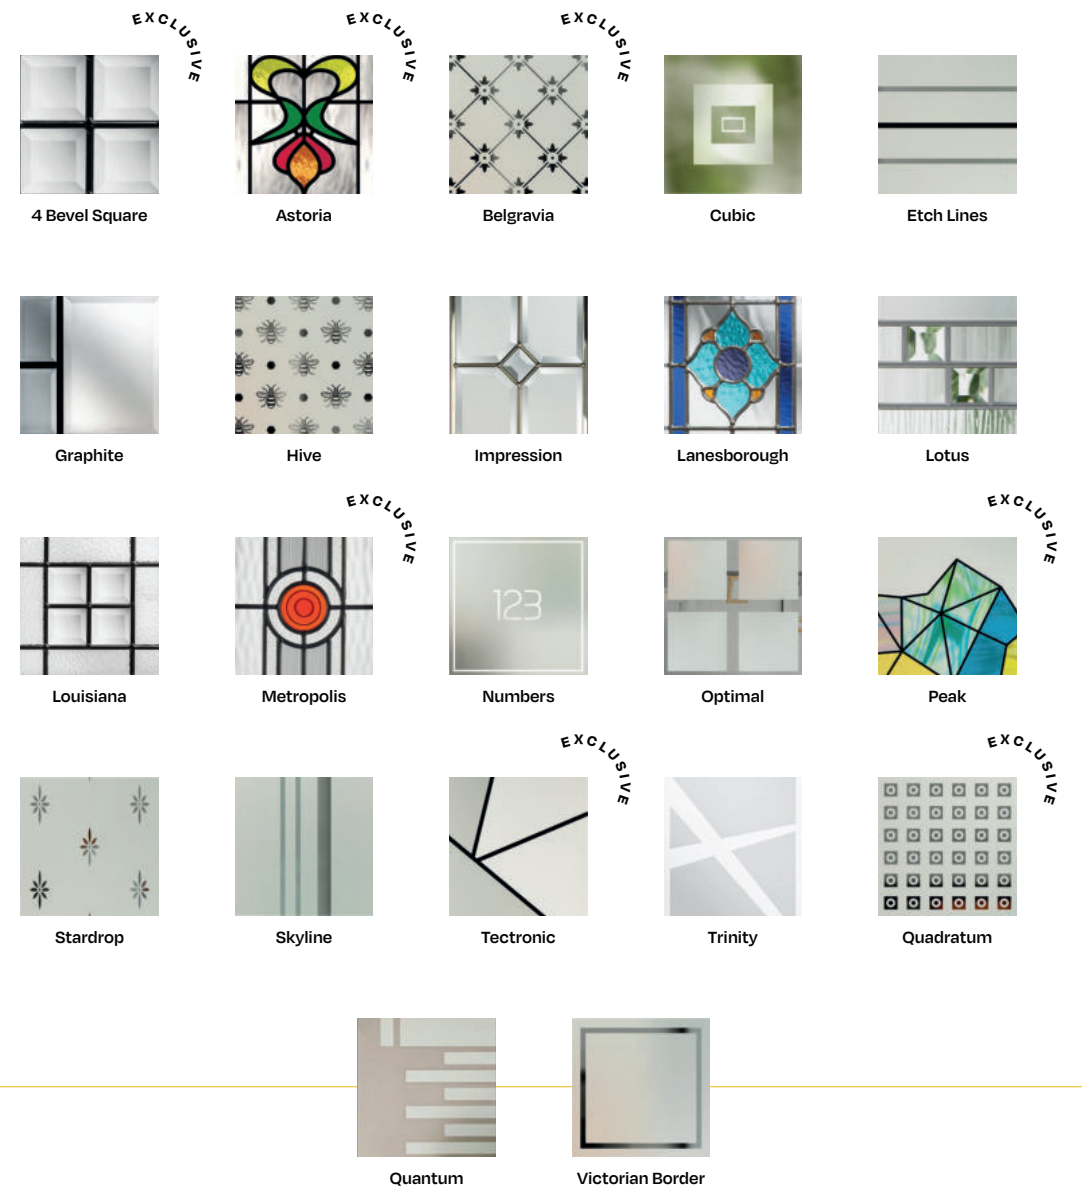 EXCLUSIVE EXCLUSIVE EXCLUSIVE
4 Bevel Square Astoria Belgravia Cubic Etch Lines
Graphite Hive Impression Lanesborough Lotus
EXCLUSIVE EXCLUSIVE
123
Louisiana Metropolis Numbers Optimal Peak
EXCLUSIVE EXCLUSIVE
Stardrop Skyline Tectronic Trinity Quadratum
Quantum Victorian Border